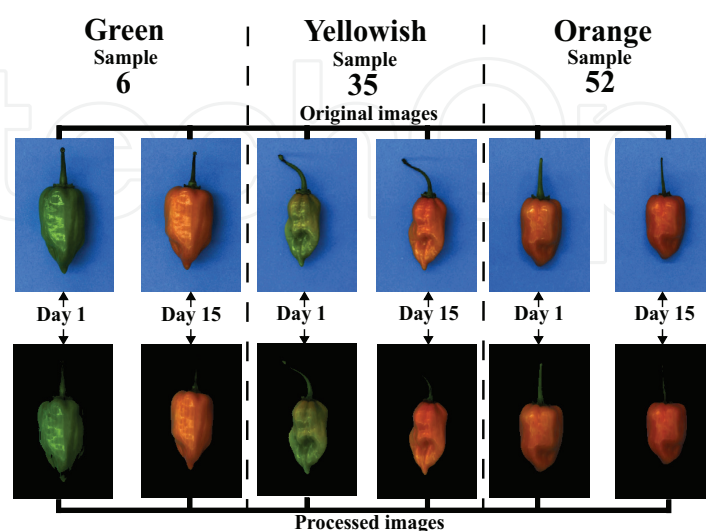 Green Yellowish Orange
Sample Sample Sample
6 35 52
Original images
Day 1 Day 15 Day 1 Day 15 Day 1 Day 15
Processed images